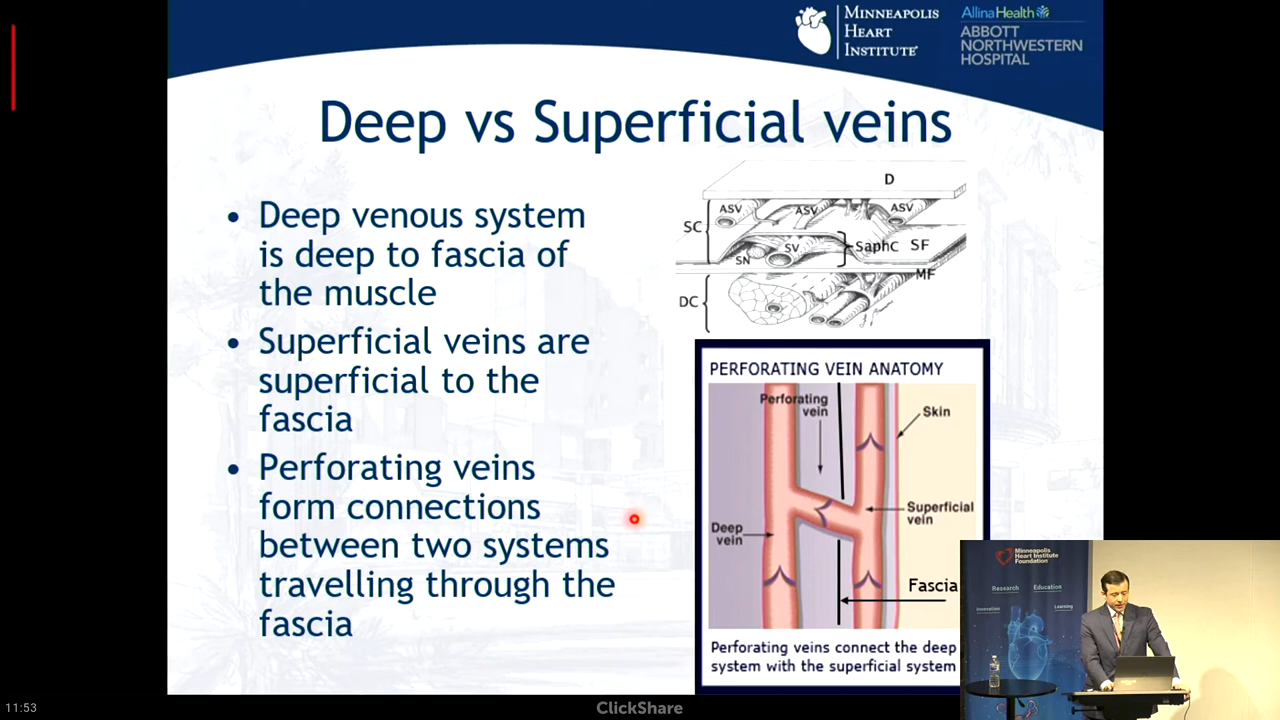 MINNEAPOLIS
HEART
INSTITUTE
AllinaHealth
ABBOTT
NORTHWESTERN
HOSPITAL
Deep vs Superficial veins
• Deep venous system
is deep to fascia of
the muscle
• Superficial veins are
superficial to the
fascia
• Perforating veins
form connections
between two systems
travelling through the
fascia
D
ASV
ASV
ASV
SC
SV
SaphC
SF
SN
MF
DC
PERFORATING VEIN ANATOMY
Perforating
vein
Skin
Superficial
vein
Deep
vein
Fascia
Perforating veins connect the deep
system with the superficial system
Minneapolis
Heart Institute
Foundation
Research
Education
Innovation
Learning
11:53
ClickShare